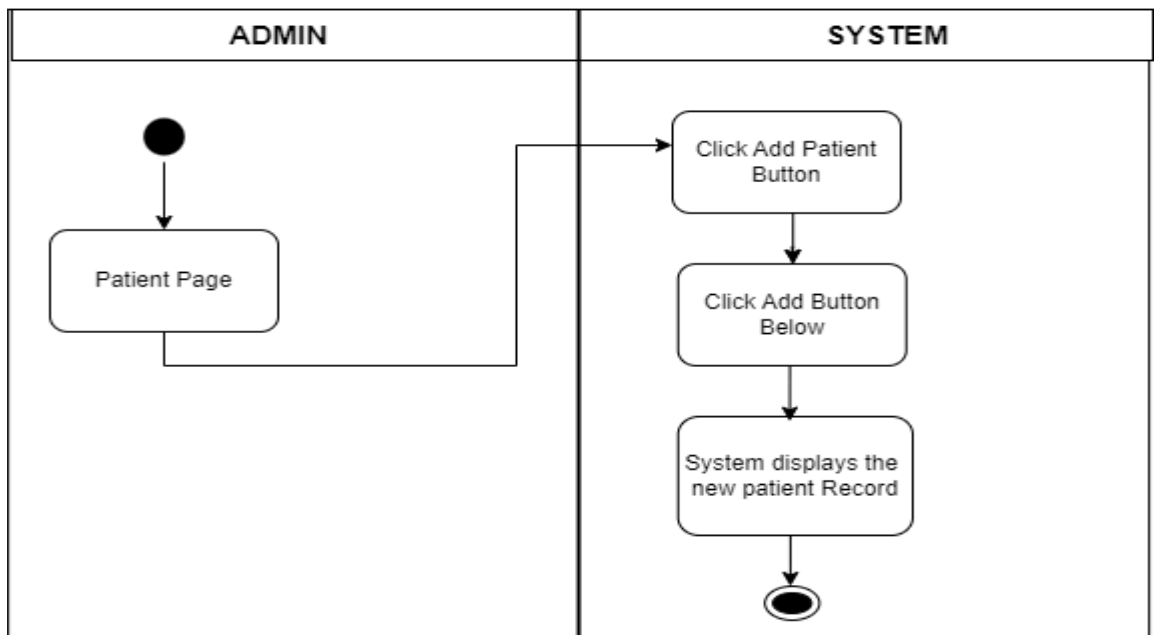 ADMIN
SYSTEM
Patient Page
Click Add Patient
Button
Click Add Button
Below
System displays the
new patient Record